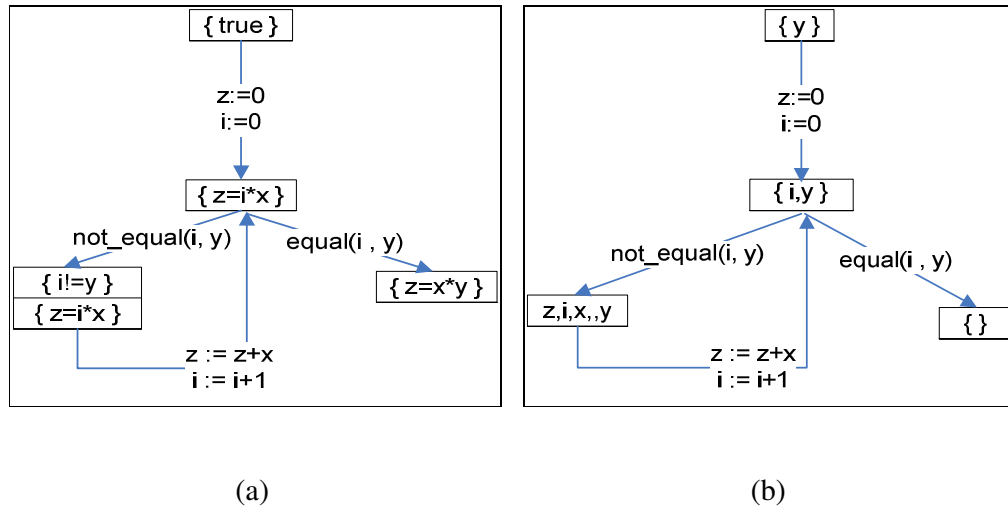 { true }
z:=0
i:=0
{ z=i*x }
not_equal(i, y)
equal(i , y)
{ i!=y }
{ z=i*x }
{ z=x*y }
z := z+x
i := i+1
(a)
{ y }
z:=0
i:=0
{ i,y }
not_equal(i, y)
equal(i , y)
z,i,x,,y
{ }
z := z+x
i := i+1
(b)